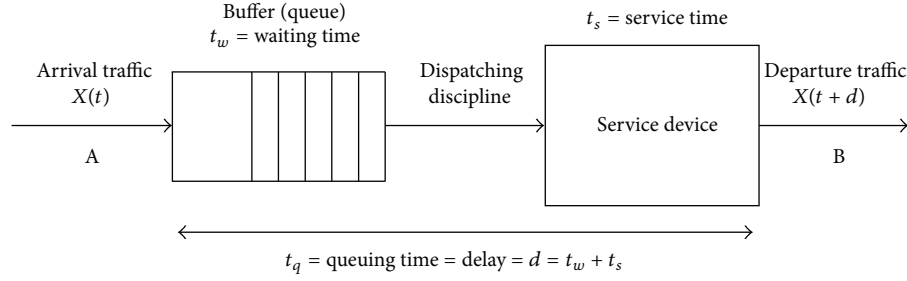 Buffer (queue)
t_w = waiting time
t_s = service time
Arrival traffic
X(t)
Dispatching
discipline
Departure traffic
X(t + d)
Service device
A
B
t_q = queuing time = delay = d = t_w + t_s